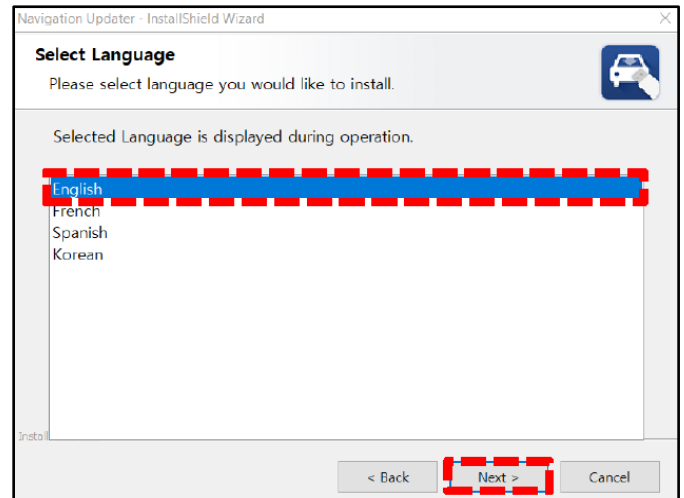 Navigation Updater - InstallShield Wizard
Select Language
Please select language you would like to install.
Selected Language is displayed during operation.
English
French
Spanish
Korean
Install
< Back Next > Cancel